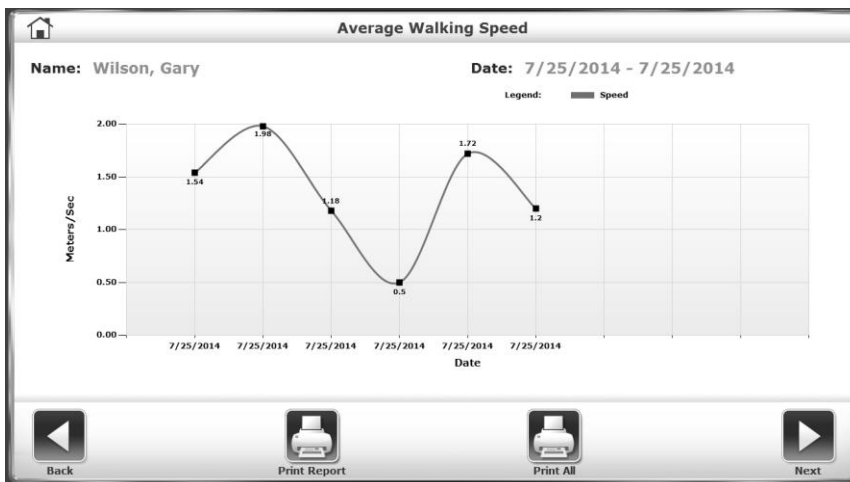 Average Walking Speed
Name: Wilson, Gary Date: 7/25/2014 - 7/25/2014
Legend: Speed
2.00
1.50
1.00
0.50
0.00
Meters/Sec
1.54
1.98
1.18
0.5
1.72
1.2
7/25/2014 7/25/2014 7/25/2014 7/25/2014 7/25/2014 7/25/2014
Date
Back Print Report Print All Next